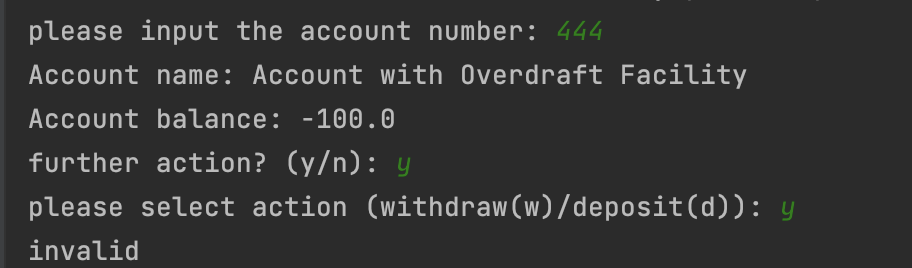 please input the account number: 444
Account name: Account with Overdraft Facility
Account balance: -100.0
further action? (y/n): y
please select action (withdraw(w)/deposit(d)): y
invalid